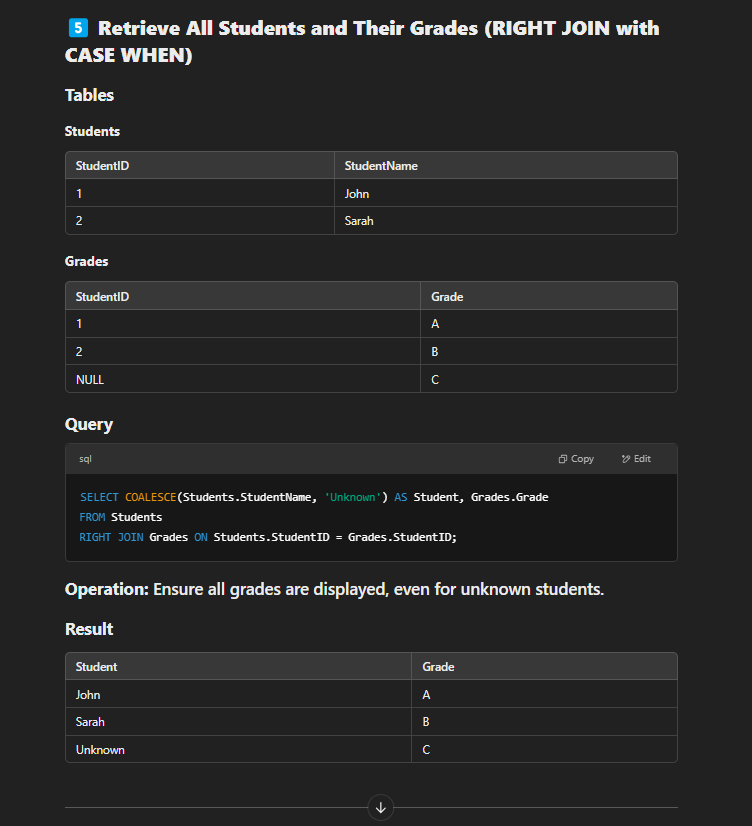 5 Retrieve All Students and Their Grades (RIGHT JOIN with
CASE WHEN)
Tables
Students
StudentID StudentName
1 John
2 Sarah
Grades
StudentID Grade
1 A
2 B
NULL C
Query
sql Copy Edit
SELECT COALESCE(Students.StudentName, 'Unknown') AS Student, Grades.Grade
FROM Students
RIGHT JOIN Grades ON Students.StudentID = Grades.StudentID;
Operation: Ensure all grades are displayed, even for unknown students.
Result
Student Grade
John A
Sarah B
Unknown C